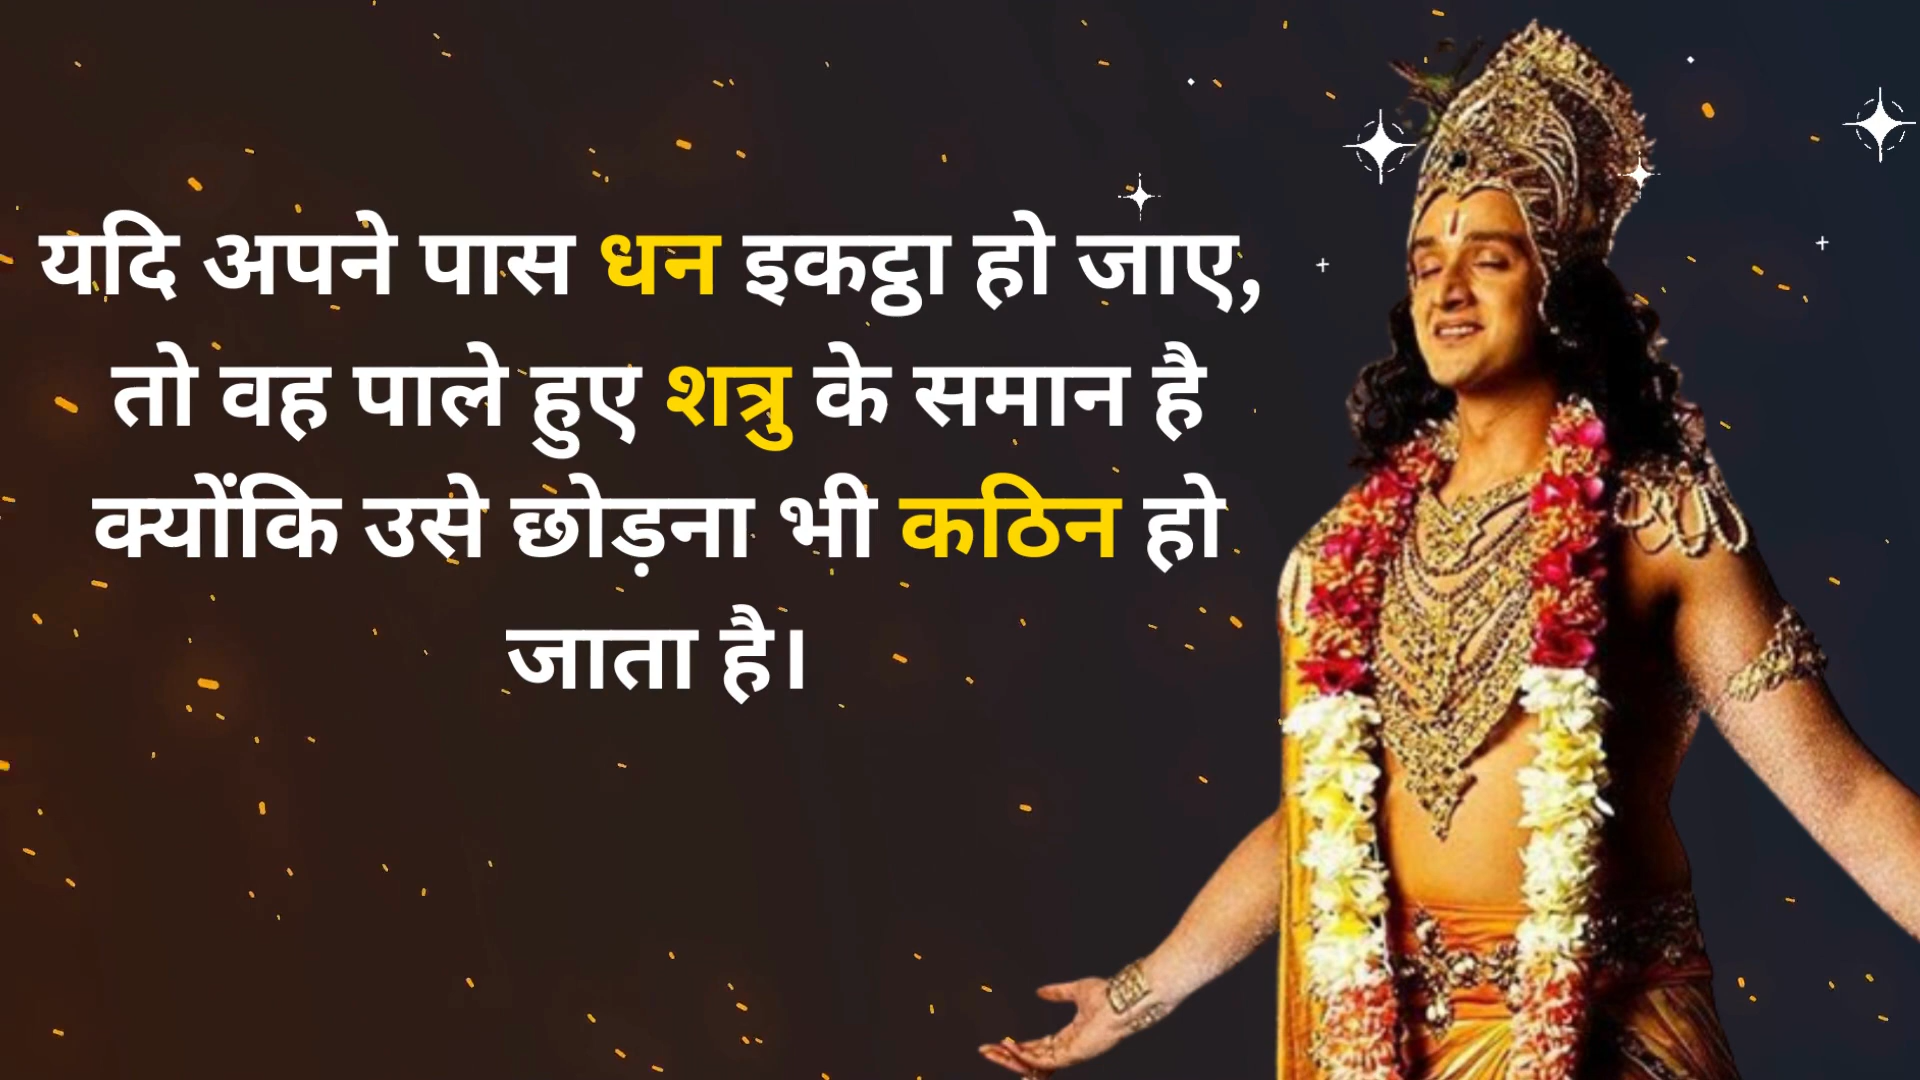 यदि अपने पास धन इकट्ठा हो जाए,
तो वह पाले हुए शत्रु के समान है
क्योंकि उसे छोड़ना भी कठिन हो
जाता है।